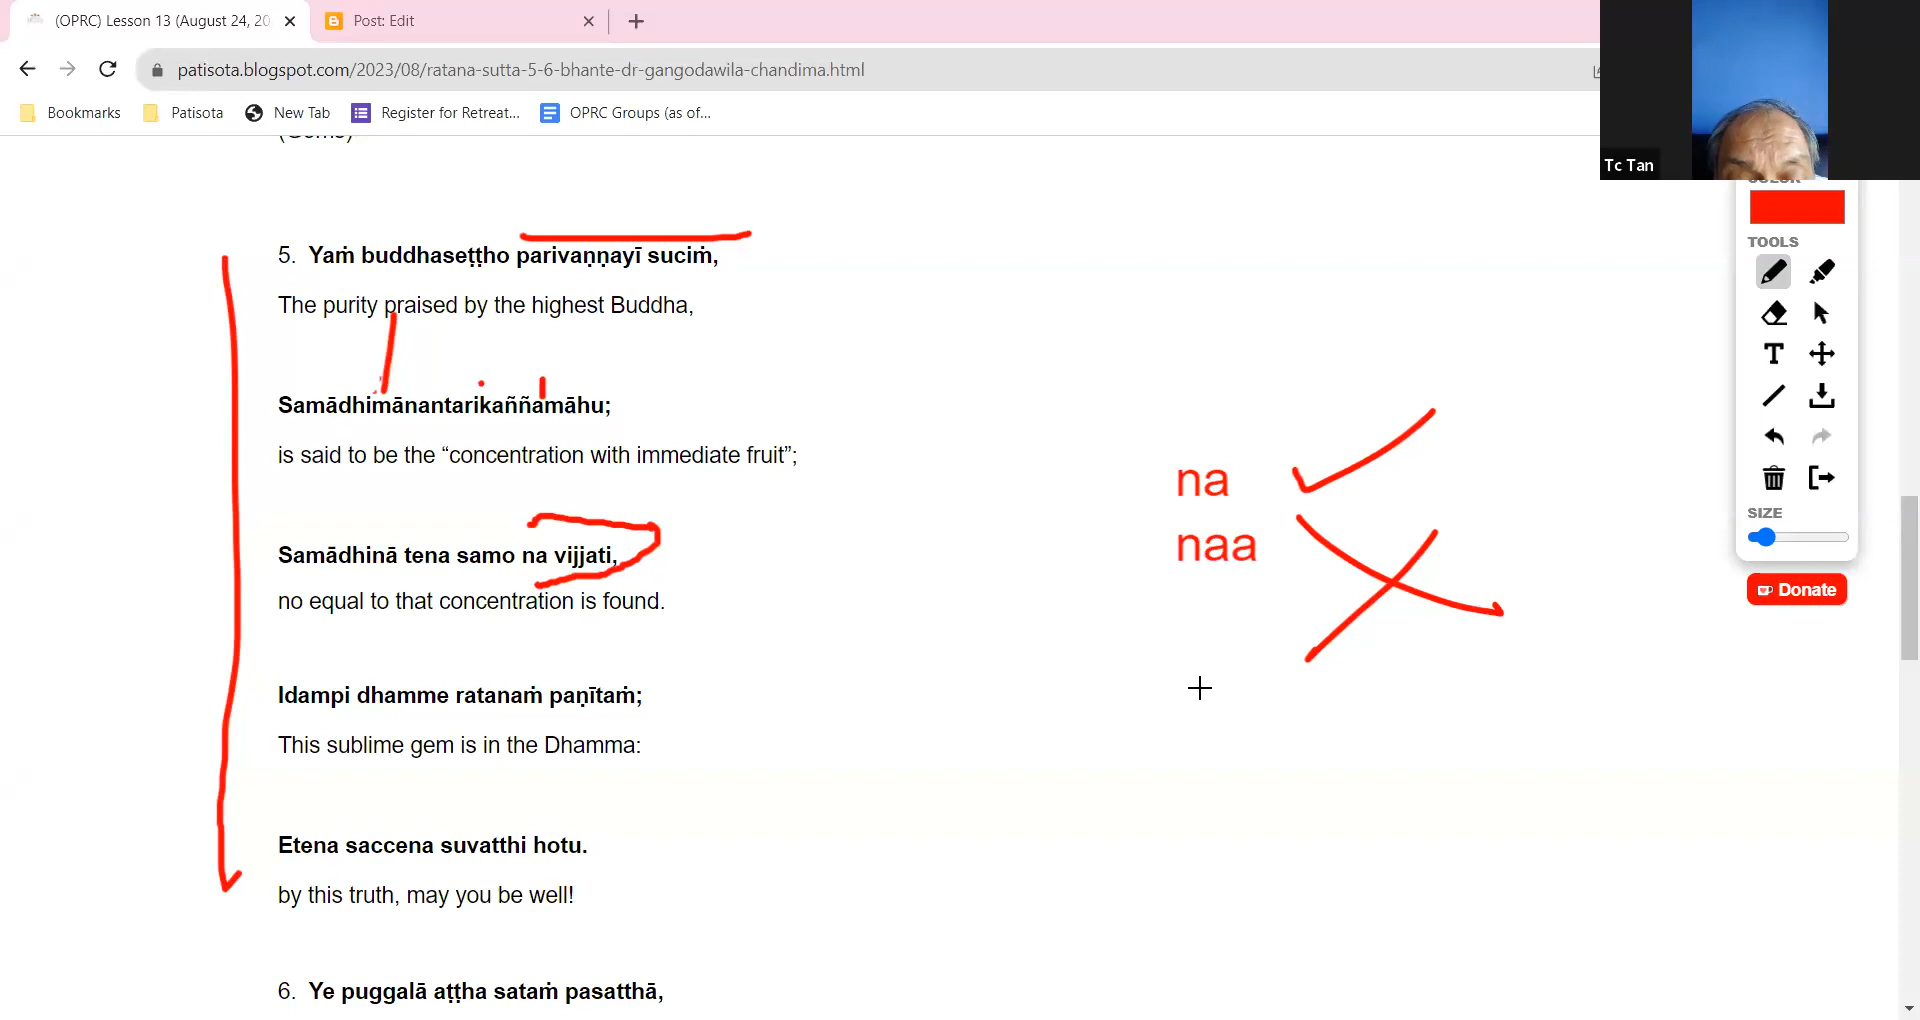 (OPRC) Lesson 13 (August 24, 20
Post: Edit
patisota.blogspot.com/2023/08/ratana-sutta-5-6-bhante-dr-gangodawila-chandima.html
Bookmarks Patisota New Tab Register for Retreat... OPRC Groups (as of...
Tc Tan
COLOR
5. Yaṁ buddhaseṭṭho parivaṇṇayī suciṁ,
TOOLS
The purity praised by the highest Buddha,
Samādhimānantarikaññamāhu;
is said to be the “concentration with immediate fruit”;
na
SIZE
naa
Samādhinā tena samo na vijjati,
Donate
no equal to that concentration is found.
Idampi dhamme ratanaṁ paṇītaṁ;
This sublime gem is in the Dhamma:
Etena saccena suvatthi hotu.
by this truth, may you be well!
6. Ye puggalā aṭṭha sataṁ pasatthā,